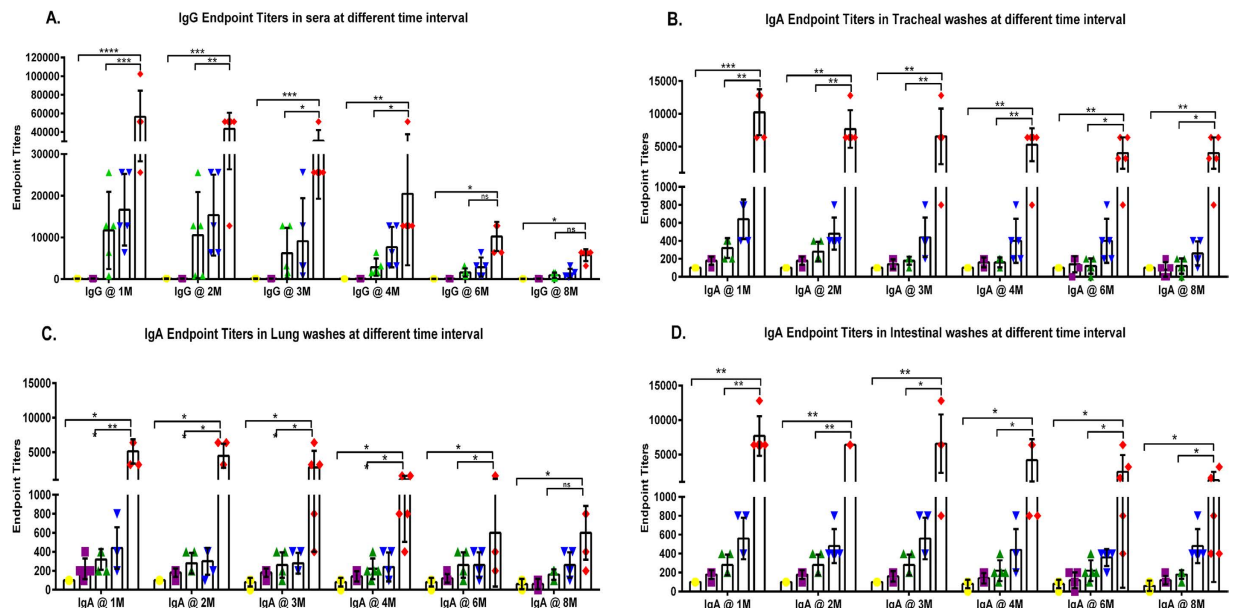 A.
IgG Endpoint Titers in sera at different time interval
Endpoint Titers
120000
100000
80000
60000
40000
30000
20000
10000
0
**** *** *** ** *** * ** * * ns * ns
IgG @ 1M IgG @ 2M IgG @ 3M IgG @ 4M IgG @ 6M IgG @ 8M
B.
IgA Endpoint Titers in Tracheal washes at different time interval
Endpoint Titers
15000
10000
5000
800
600
400
200
0
*** ** ** ** ** ** ** ** ** * ** *
IgA @ 1M IgA @ 2M IgA @ 3M IgA @ 4M IgA @ 6M IgA @ 8M
C.
IgA Endpoint Titers in Lung washes at different time interval
Endpoint Titers
15000
10000
5000
1000
800
600
400
200
0
* * ** * * * * * * * * * * * * ns
IgA @ 1M IgA @ 2M IgA @ 3M IgA @ 4M IgA @ 6M IgA @ 8M
D.
IgA Endpoint Titers in Intestinal washes at different time interval
Endpoint Titers
15000
10000
5000
1000
800
600
400
200
0
** ** ** ** ** * * * * * * *
IgA @ 1M IgA @ 2M IgA @ 3M IgA @ 4M IgA @ 6M IgA @ 8M